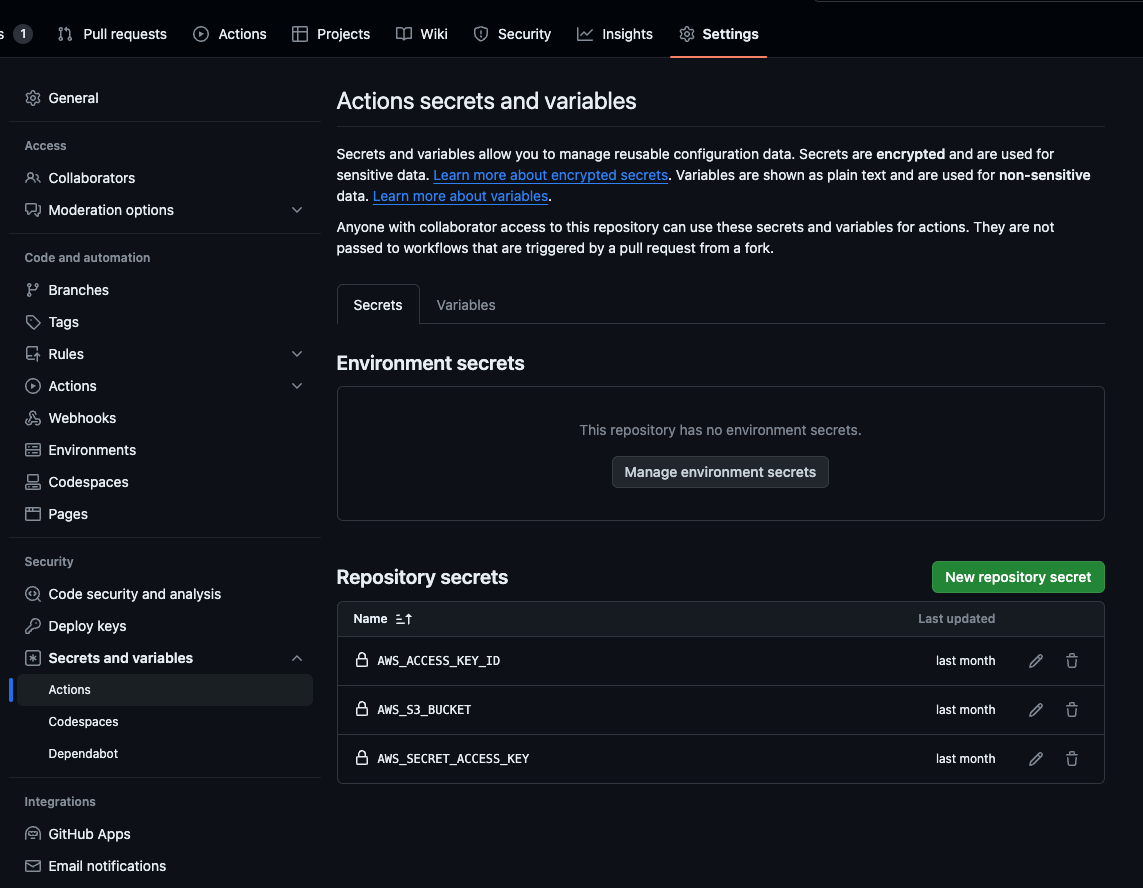 s 1 Pull requests Actions Projects Wiki Security Insights Settings
General
Access
Collaborators
Moderation options
Code and automation
Branches
Tags
Rules
Actions
Webhooks
Environments
Codespaces
Pages
Security
Code security and analysis
Deploy keys
Secrets and variables
Actions
Codespaces
Dependabot
Integrations
GitHub Apps
Email notifications
Actions secrets and variables
Secrets and variables allow you to manage reusable configuration data. Secrets are encrypted and are used for
sensitive data. Learn more about encrypted secrets. Variables are shown as plain text and are used for non-sensitive
data. Learn more about variables.
Anyone with collaborator access to this repository can use these secrets and variables for actions. They are not
passed to workflows that are triggered by a pull request from a fork.
Secrets Variables
Environment secrets
This repository has no environment secrets.
Manage environment secrets
Repository secrets New repository secret
Name Last updated
AWS_ACCESS_KEY_ID last month
AWS_S3_BUCKET last month
AWS_SECRET_ACCESS_KEY last month